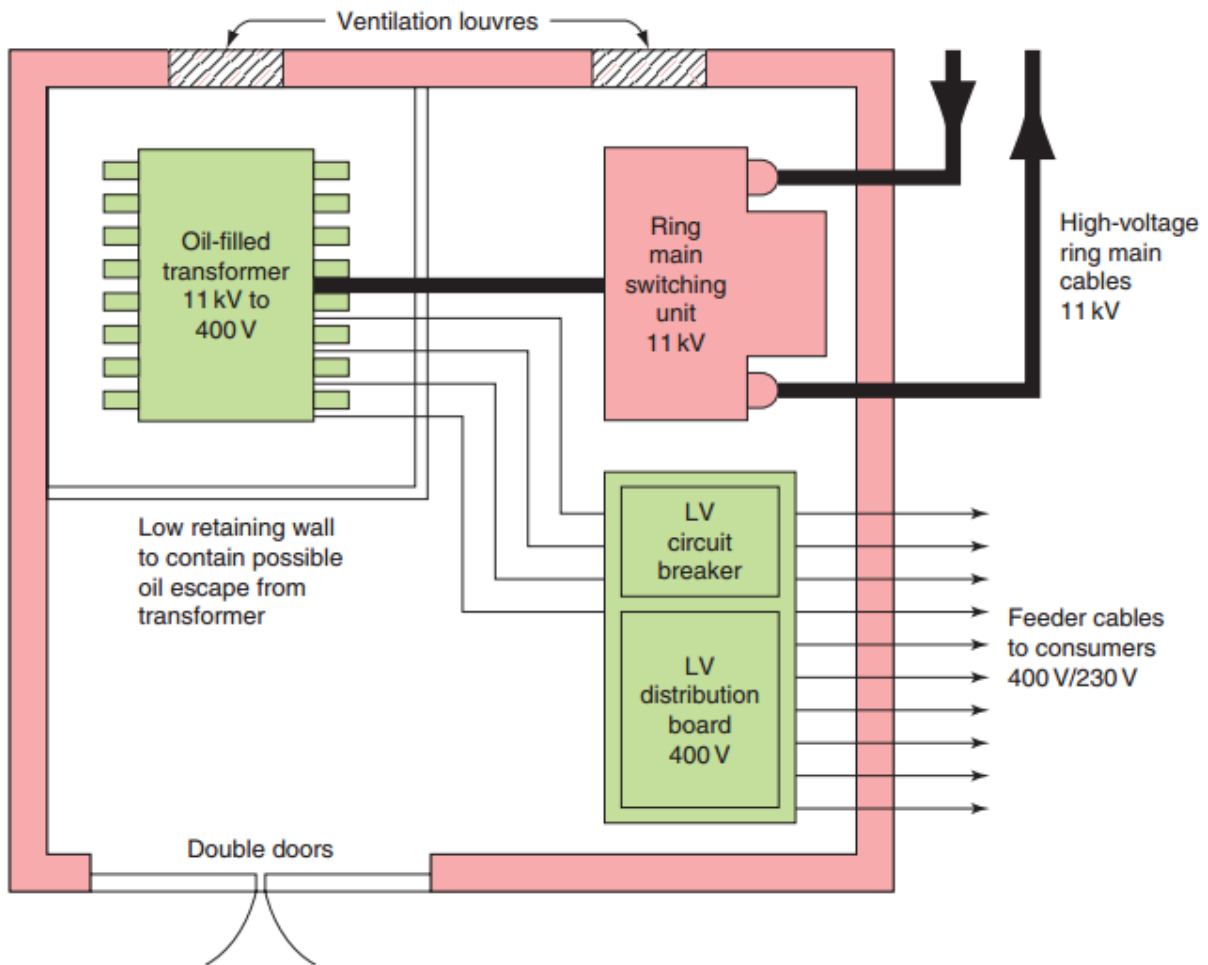 Ventilation louvres
Oil-filled
transformer
11 kV to
400 V
Ring
main
switching
unit
11 kV
High-voltage
ring main
cables
11 kV
Low retaining wall
to contain possible
oil escape from
transformer
LV
circuit
breaker
LV
distribution
board
400 V
Feeder cables
to consumers
400 V/230 V
Double doors